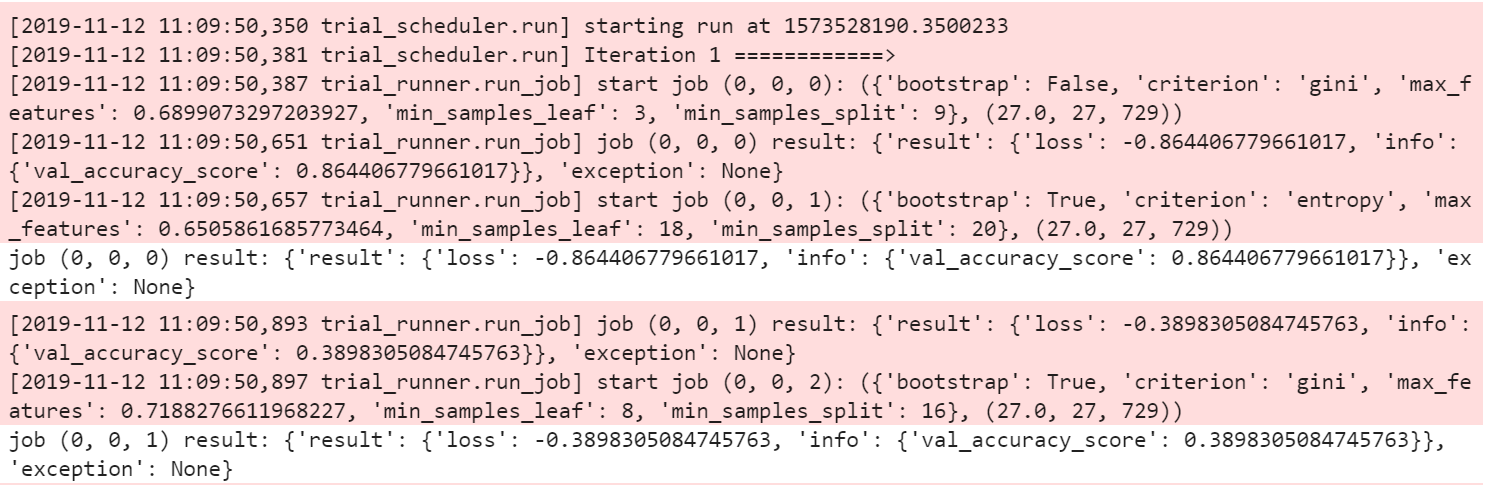 [2019-11-12 11:09:50,350 trial_scheduler.run] starting run at 1573528190.3500233
[2019-11-12 11:09:50,381 trial_scheduler.run] Iteration 1 ============>
[2019-11-12 11:09:50,387 trial_runner.run_job] start job (0, 0, 0): ({'bootstrap': False, 'criterion': 'gini', 'max_f
eatures': 0.6899073297203927, 'min_samples_leaf': 3, 'min_samples_split': 9}, (27.0, 27, 729))
[2019-11-12 11:09:50,651 trial_runner.run_job] job (0, 0, 0) result: {'result': {'loss': -0.864406779661017, 'info':
{'val_accuracy_score': 0.864406779661017}}, 'exception': None}
[2019-11-12 11:09:50,657 trial_runner.run_job] start job (0, 0, 1): ({'bootstrap': True, 'criterion': 'entropy', 'max
_features': 0.6505861685773464, 'min_samples_leaf': 18, 'min_samples_split': 20}, (27.0, 27, 729))
job (0, 0, 0) result: {'result': {'loss': -0.864406779661017, 'info': {'val_accuracy_score': 0.864406779661017}}, 'ex
ception': None}
[2019-11-12 11:09:50,893 trial_runner.run_job] job (0, 0, 1) result: {'result': {'loss': -0.3898305084745763, 'info':
{'val_accuracy_score': 0.3898305084745763}}, 'exception': None}
[2019-11-12 11:09:50,897 trial_runner.run_job] start job (0, 0, 2): ({'bootstrap': True, 'criterion': 'gini', 'max_fe
atures': 0.7188276611968227, 'min_samples_leaf': 8, 'min_samples_split': 16}, (27.0, 27, 729))
job (0, 0, 1) result: {'result': {'loss': -0.3898305084745763, 'info': {'val_accuracy_score': 0.3898305084745763}},
'exception': None}